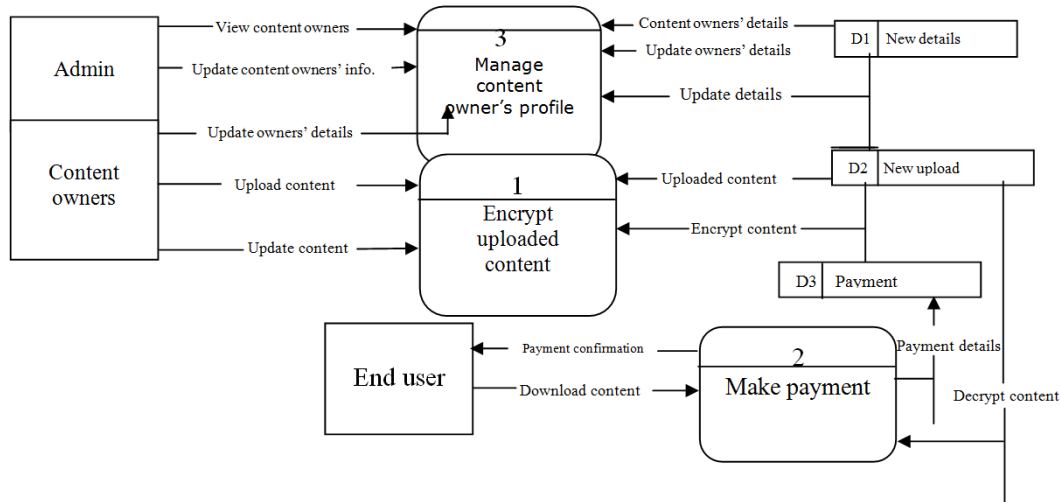 View content owners
Admin
Update content owners' info.
Update owners' details
Content
owners
Upload content
Update content
3
Manage
content
owner's profile
1
Encrypt
uploaded
content
Content owners' details
Update owners' details
Update details
D1 New details
Uploaded content
D2 New upload
Encrypt content
D3 Payment
End user
Payment confirmation
Download content
2
Make payment
Payment details
Decrypt content